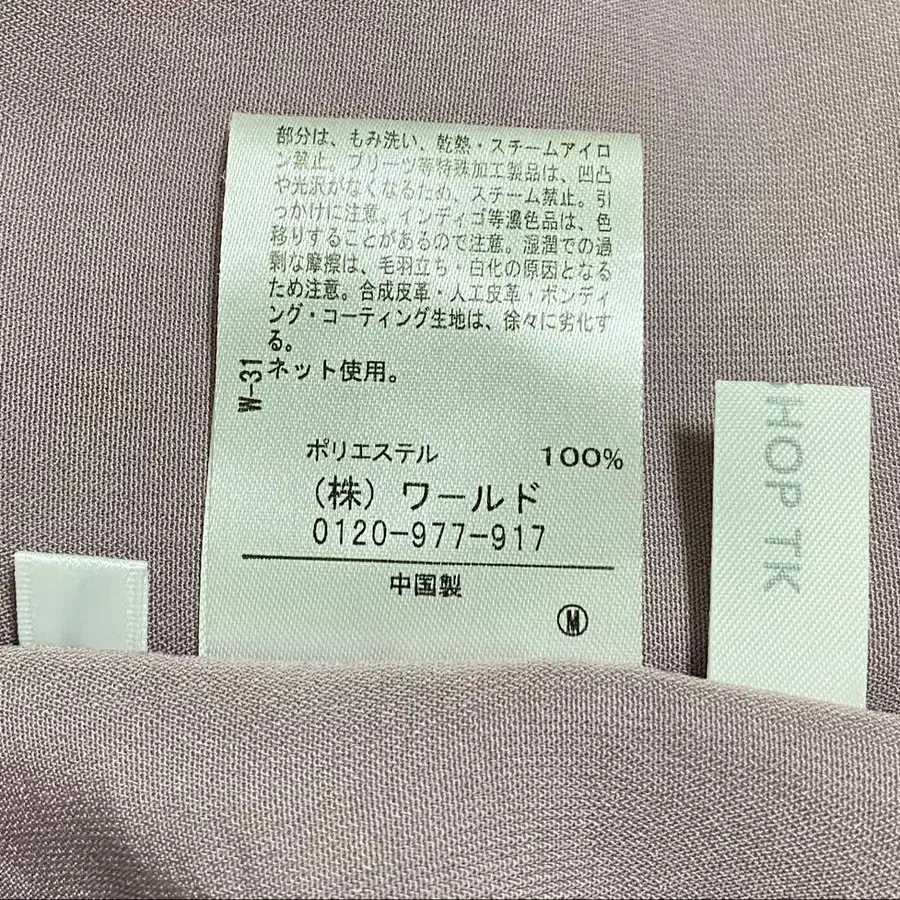 部分は、もみ洗い、乾熱・スチームアイロ
ン禁止。プリーツ等特殊加工製品は、凹凸
や光沢がなくなるため、スチーム禁止。引
っかけに注意。インディゴ等濃色品は、色
移りすることがあるので注意。湿潤での過
剰な摩擦は、毛羽立ち・白化の原因となる
ため注意。合成皮革・人工皮革・ボンディ
ング・コーティング生地は、徐々に劣化す
る。
ネット使用。
W-31
ポリエステル 100%
(株)ワールド
0120-977-917
中国製
M
HOP TK